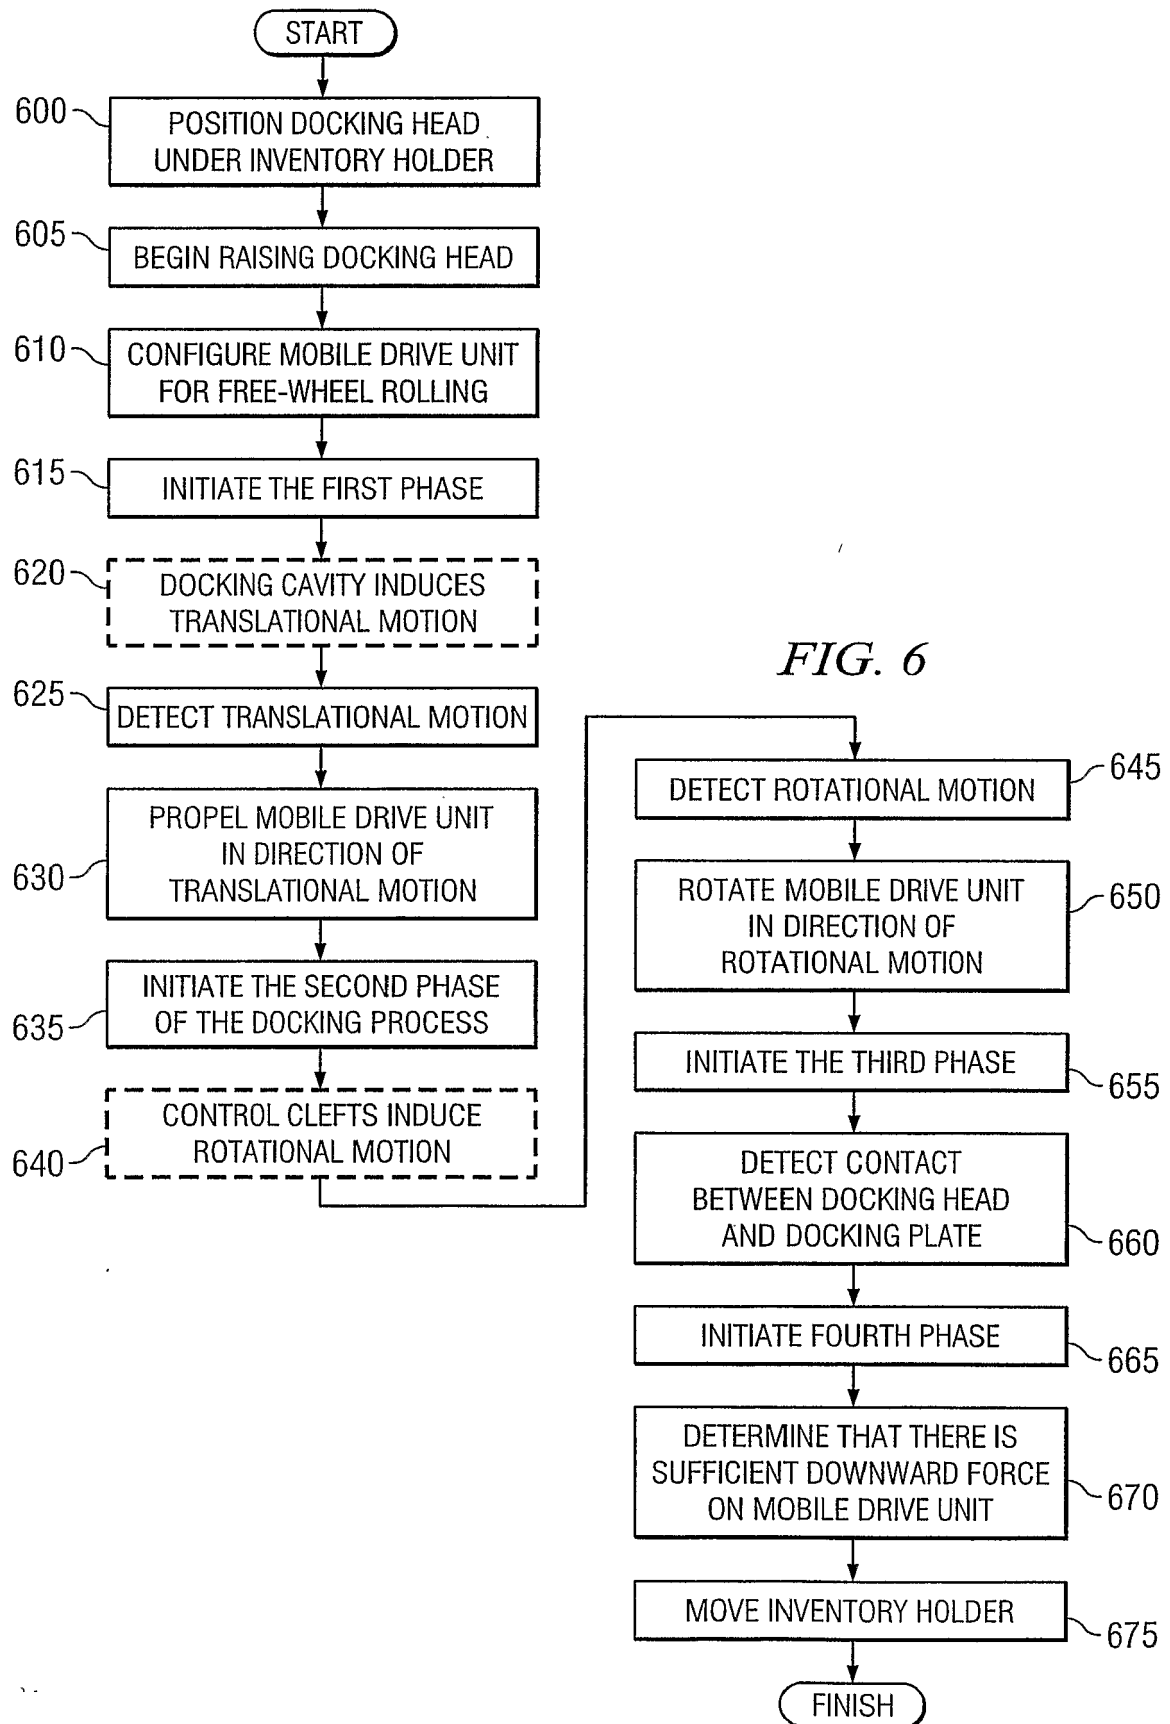 START
600
POSITION DOCKING HEAD
UNDER INVENTORY HOLDER
605
BEGIN RAISING DOCKING HEAD
610
CONFIGURE MOBILE DRIVE UNIT
FOR FREE-WHEEL ROLLING
615
INITIATE THE FIRST PHASE
620
DOCKING CAVITY INDUCES
TRANSLATIONAL MOTION
625
DETECT TRANSLATIONAL MOTION
630
PROPEL MOBILE DRIVE UNIT
IN DIRECTION OF
TRANSLATIONAL MOTION
635
INITIATE THE SECOND PHASE
OF THE DOCKING PROCESS
640
CONTROL CLEFTS INDUCE
ROTATIONAL MOTION
FIG. 6
645
DETECT ROTATIONAL MOTION
650
ROTATE MOBILE DRIVE UNIT
IN DIRECTION OF
ROTATIONAL MOTION
655
INITIATE THE THIRD PHASE
660
DETECT CONTACT
BETWEEN DOCKING HEAD
AND DOCKING PLATE
665
INITIATE FOURTH PHASE
670
DETERMINE THAT THERE IS
SUFFICIENT DOWNWARD FORCE
ON MOBILE DRIVE UNIT
675
MOVE INVENTORY HOLDER
FINISH